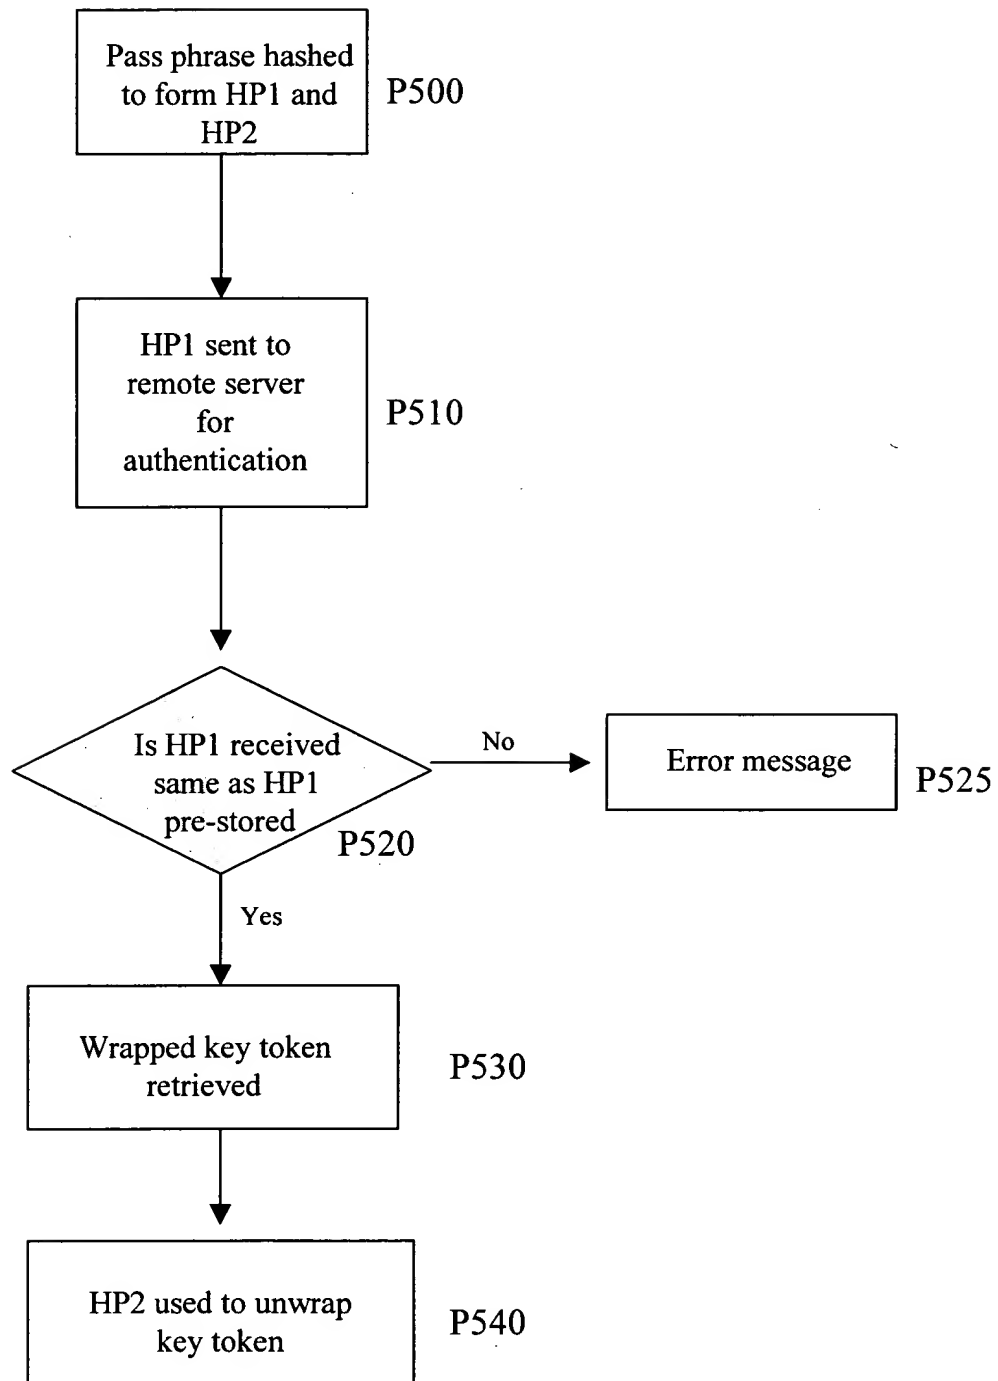 Pass phrase hashed
to form HP1 and
HP2
P500
HP1 sent to
remote server
for
authentication
P510
Is HP1 received
same as HP1
pre-stored
P520
No
Error message
P525
Yes
Wrapped key token
retrieved
P530
HP2 used to unwrap
key token
P540